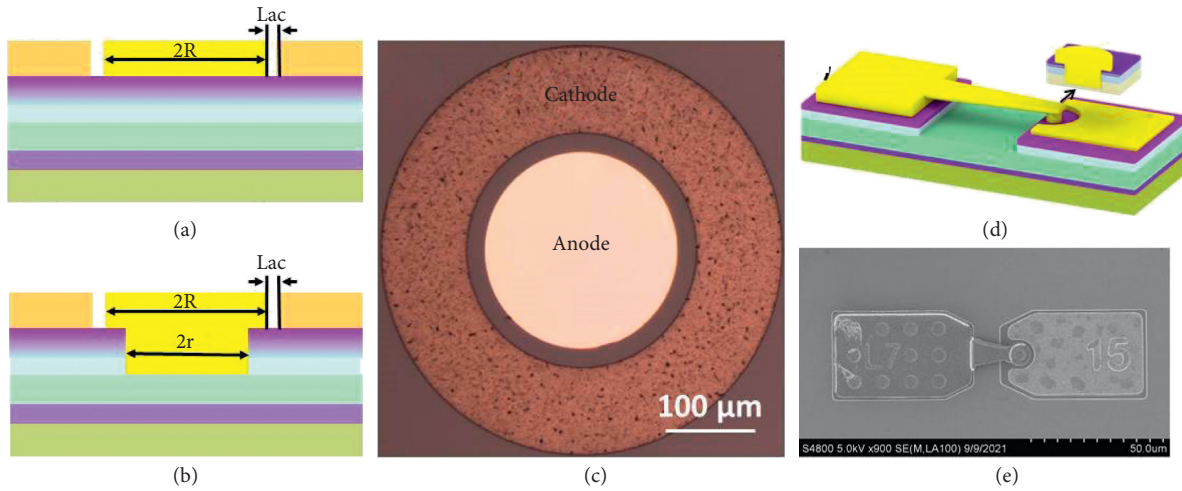 Lac
2R
(a)
Lac
2R
2r
(b)
Cathode
Anode
100 µm
(c)
(d)
L7
15
S4800 5.0kV x900 SE(M,LA100) 9/9/2021
50.0um
(e)